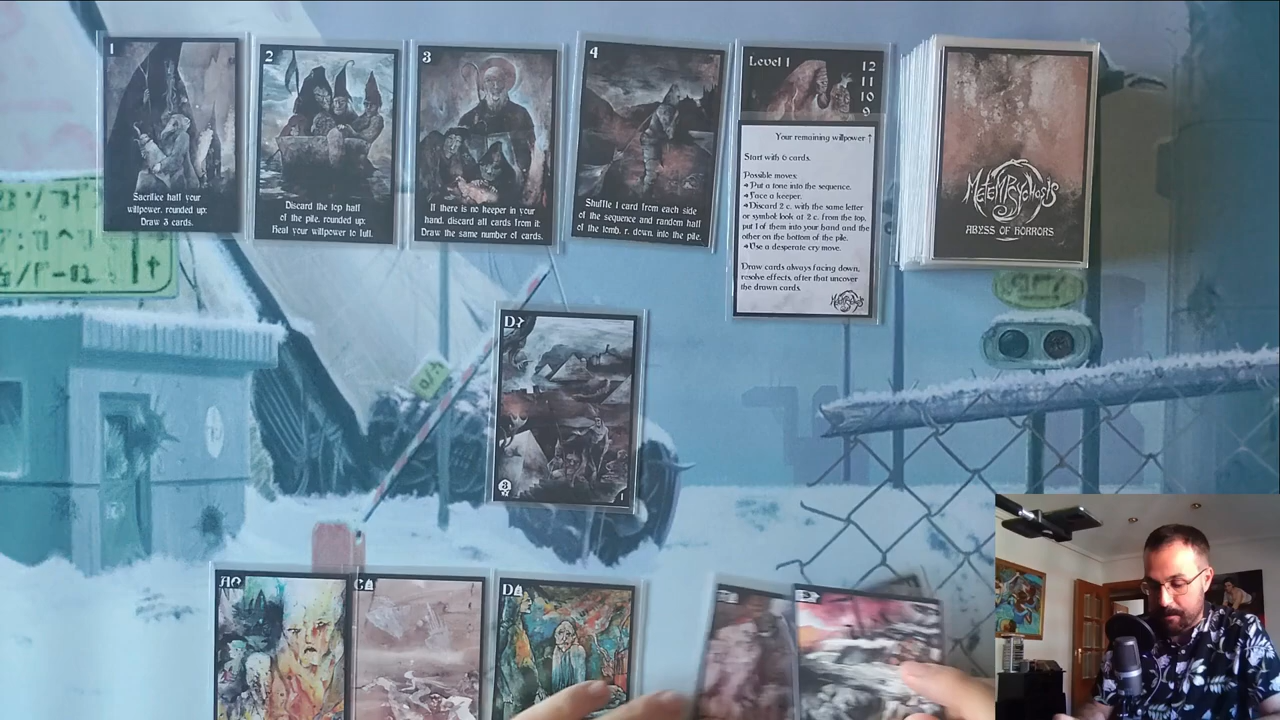 1
Sacrifice half your
willpower, rounded up:
Draw 3 cards.
2
Discard the top half
of the pile, rounded up:
Heal your willpower to full.
3
If there is no keeper in your
hand, discard all cards from it:
Draw the same number of cards.
4
Shuffle 1 card from each side
of the sequence and random half
of the tomb, r. down, into the pile.
Level 1
12
11
10
9
Your remaining willpower ↑
Start with 6 cards.
Possible moves:
→Put a tone into the sequence.
→Face a keeper.
→Discard 2 c. with the same letter
or symbol look at 2 c. from the top,
put 1 of them into your hand and the
other on the bottom of the pile.
→Use a desperate cry move.
Draw cards always facing down,
resolve effects, after that uncover
the drawn cards.
METEMPSYCHOSIS
METEMPSYCHOSIS
ABYSS OF HORRORS
D
3
1
A
D